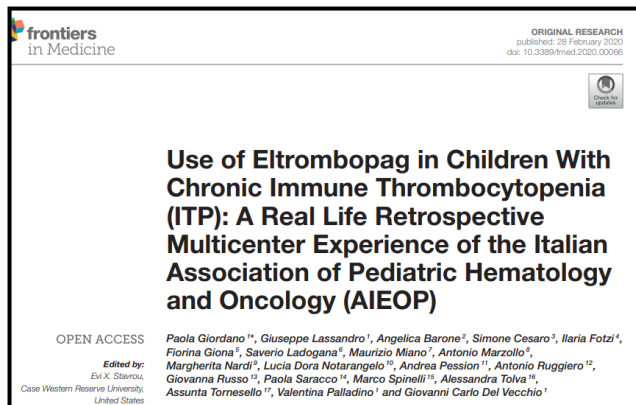 frontiers
in Medicine
ORIGINAL RESEARCH
published: 28 February 2020
doi: 10.3389/fmed.2020.00066
Check for
updates
Use of Eltrombopag in Children With
Chronic Immune Thrombocytopenia
(ITP): A Real Life Retrospective
Multicenter Experience of the Italian
Association of Pediatric Hematology
and Oncology (AIEOP)
OPEN ACCESS
Edited by:
Evi X. Stavrou,
Case Western Reserve University,
United States
Paola Giordano 1*, Giuseppe Lassandro 1, Angelica Barone 2, Simone Cesaro 3, Ilaria Fotzi 4,
Fiorina Giona 5, Saverio Ladogana 6, Maurizio Miano 7, Antonio Marzollo 8,
Margherita Nardi 9, Lucia Dora Notarangelo 10, Andrea Pession 11, Antonio Ruggiero 12,
Giovanna Russo 13, Paola Saracco 14, Marco Spinelli 15, Alessandra Tolva 16,
Assunta Tornesello 17, Valentina Palladino 1 and Giovanni Carlo Del Vecchio 1